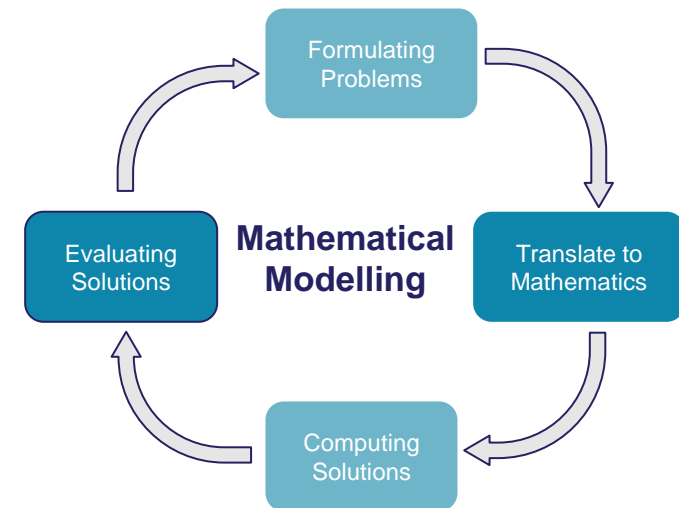 Formulating
Problems
Evaluating
Solutions
Mathematical
Modelling
Translate to
Mathematics
Computing
Solutions